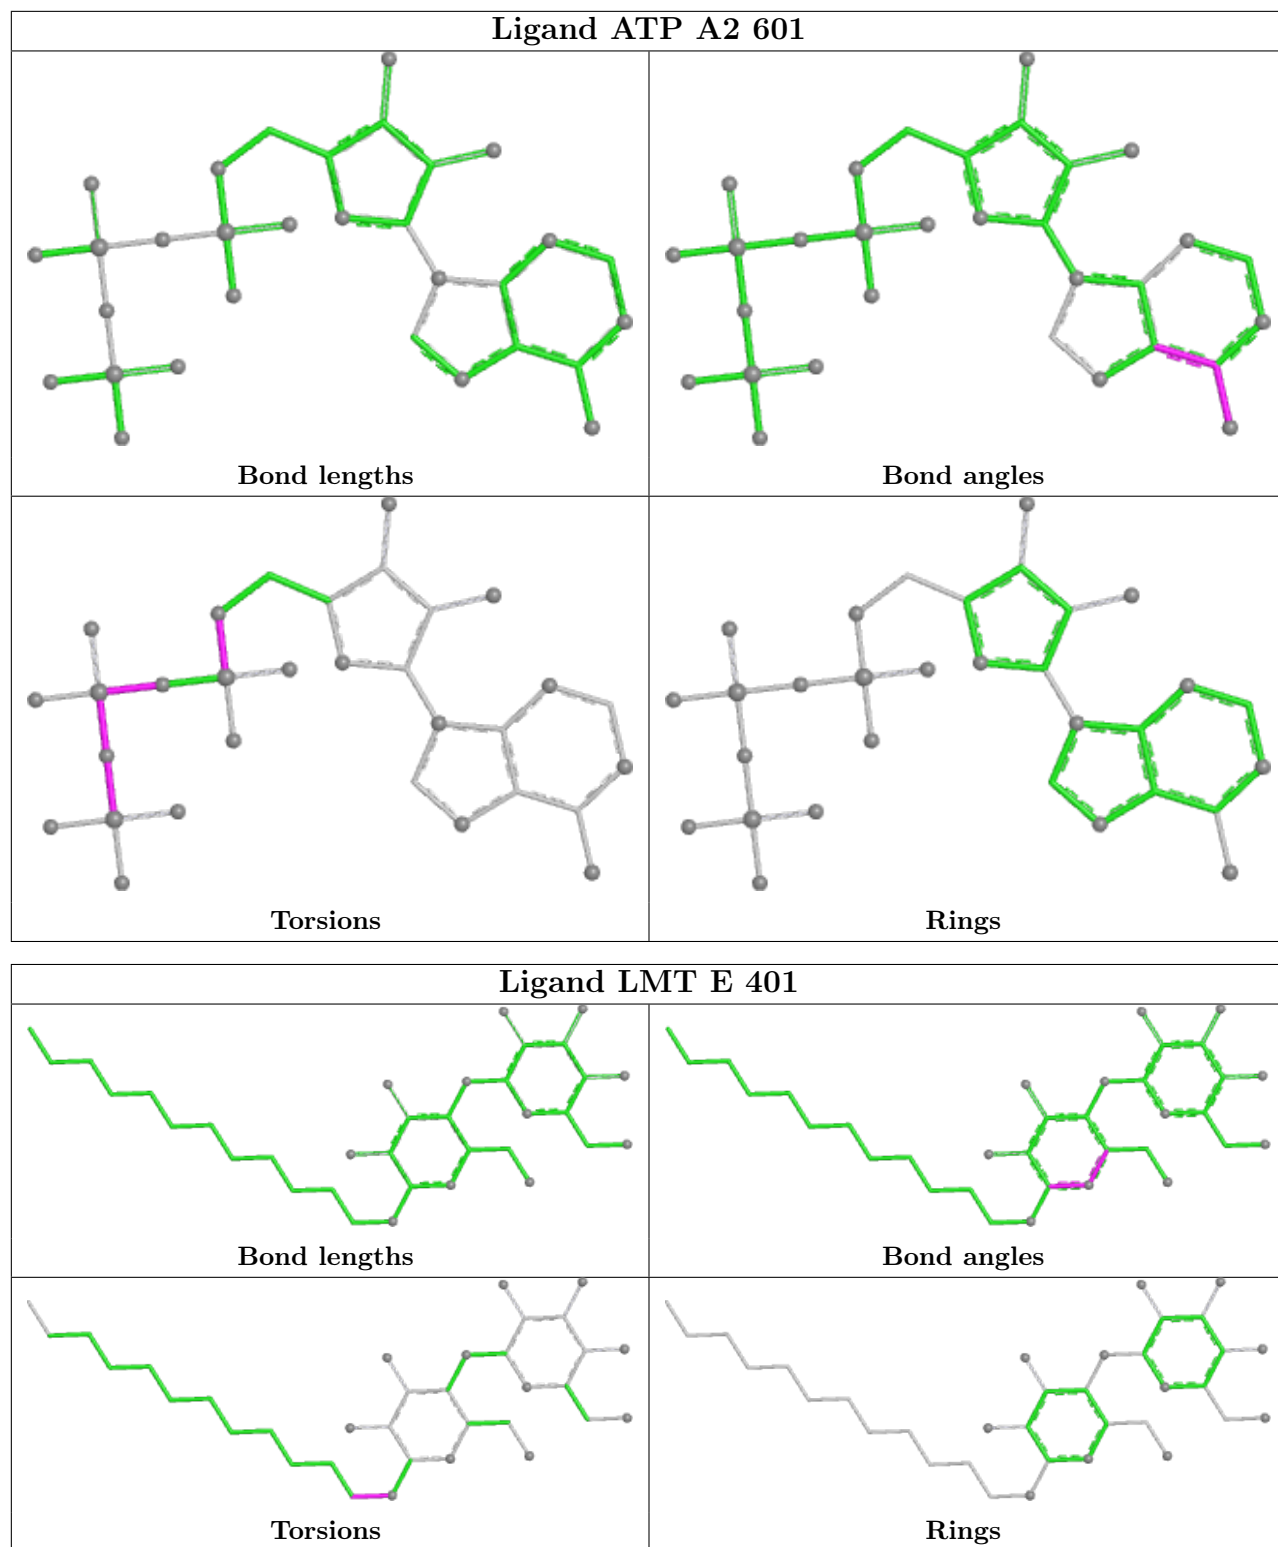 Ligand ATP A2 601
Bond lengths
Bond angles
Torsions
Rings
Ligand LMT E 401
Bond lengths
Bond angles
Torsions
Rings